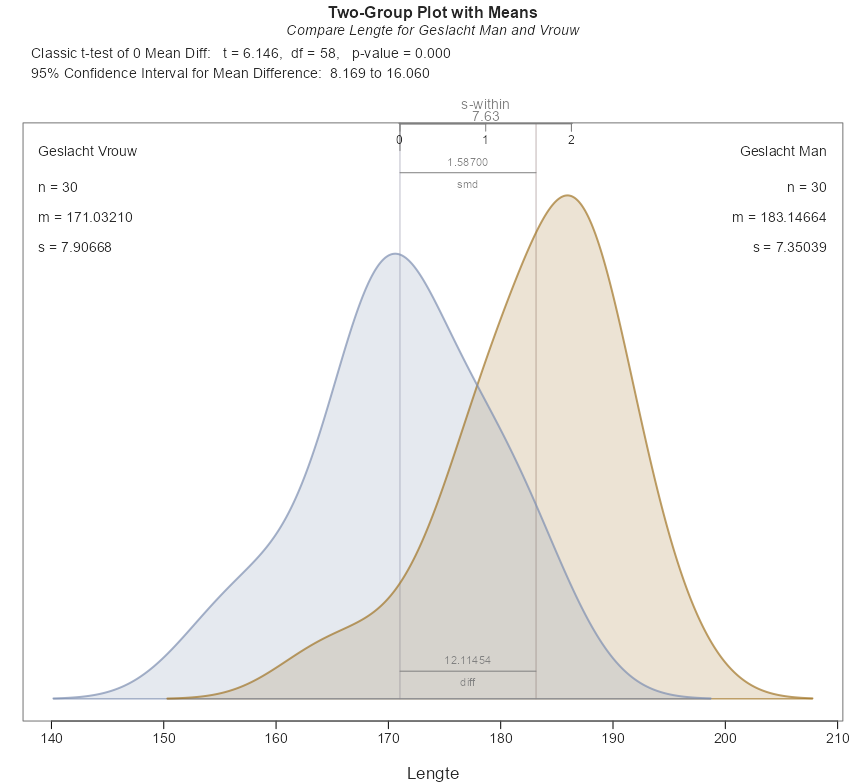 Two-Group Plot with Means
Compare Lengte for Geslacht Man and Vrouw
Classic t-test of 0 Mean Diff: t = 6.146, df = 58, p-value = 0.000
95% Confidence Interval for Mean Difference: 8.169 to 16.060
s-within
7.63
0 1 2
Geslacht Vrouw
n = 30
m = 171.03210
s = 7.90668
1.58700
smd
Geslacht Man
n = 30
m = 183.14664
s = 7.35039
12.11454
diff
140 150 160 170 180 190 200 210
Lengte